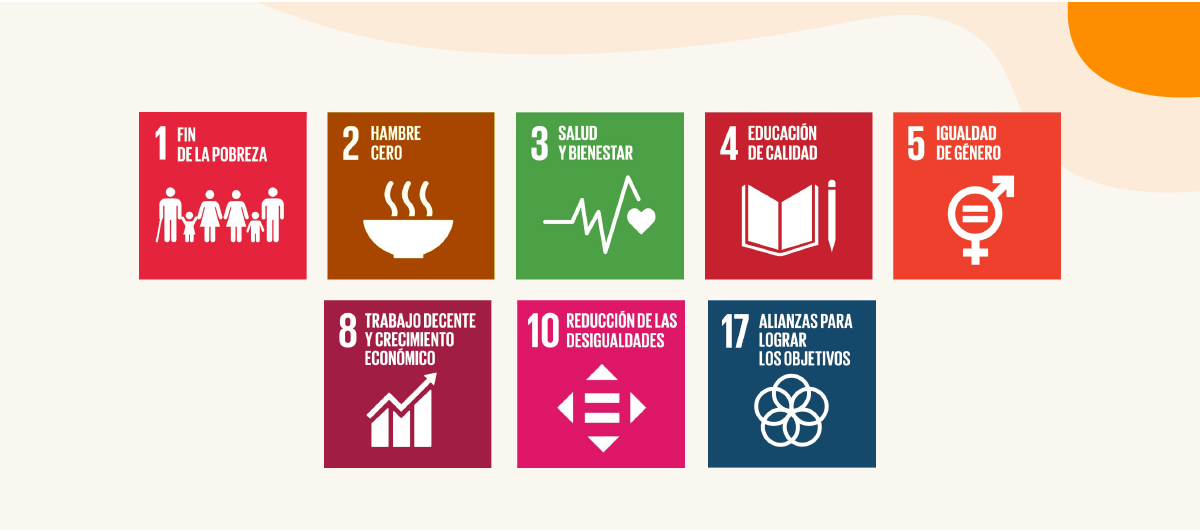 1 FIN
DE LA POBREZA
2 HAMBRE
CERO
3 SALUD
Y BIENESTAR
4 EDUCACIÓN
DE CALIDAD
5 IGUALDAD
DE GÉNERO
8 TRABAJO DECENTE
Y CRECIMIENTO
ECONÓMICO
10 REDUCCIÓN DE LAS
DESIGUALDADES
17 ALIANZAS PARA
LOGRAR
LOS OBJETIVOS